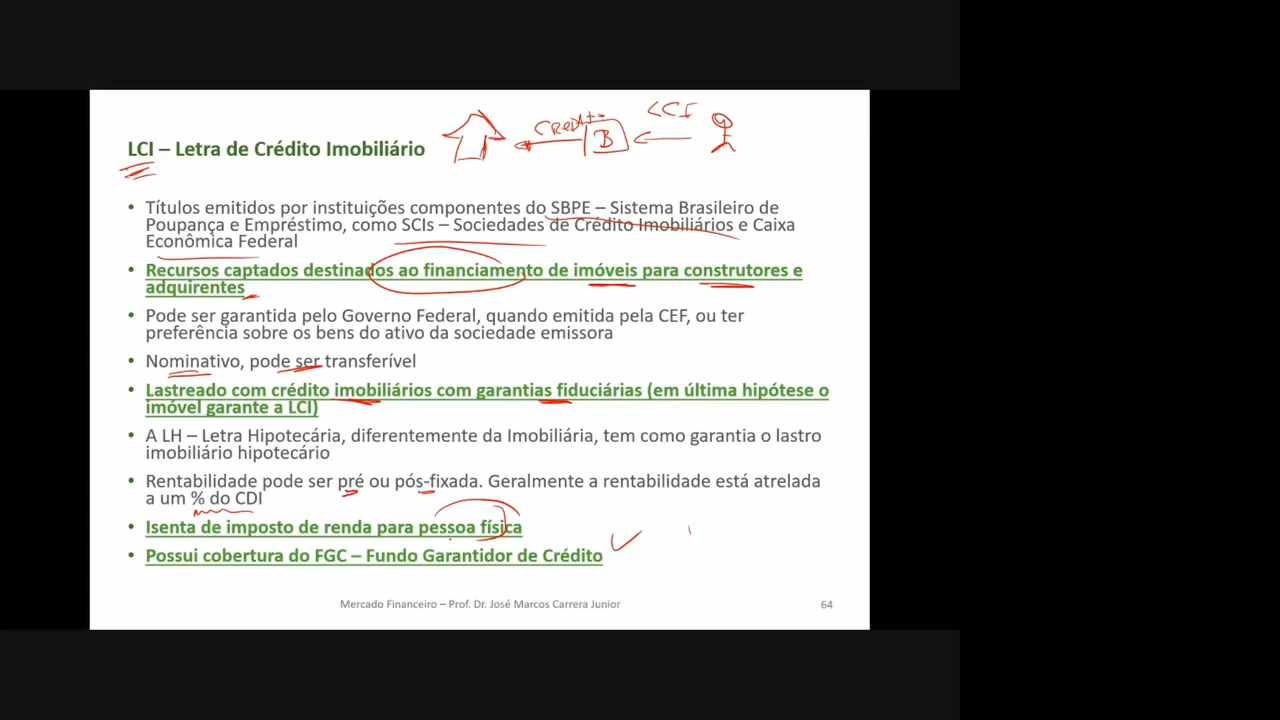 LCI
Credito
B
LCI – Letra de Crédito Imobiliário
• Títulos emitidos por instituições componentes do SBPE – Sistema Brasileiro de
Poupança e Empréstimo, como SCIs – Sociedades de Crédito Imobiliários e Caixa
Econômica Federal
• Recursos captados destinados ao financiamento de imóveis para construtores e
adquirentes
• Pode ser garantida pelo Governo Federal, quando emitida pela CEF, ou ter
preferência sobre os bens do ativo da sociedade emissora
• Nominativo, pode ser transferível
• Lastreado com crédito imobiliários com garantias fiduciárias (em última hipótese o
imóvel garante a LCI)
• A LH – Letra Hipotecária, diferentemente da Imobiliária, tem como garantia o lastro
imobiliário hipotecário
• Rentabilidade pode ser pré ou pós-fixada. Geralmente a rentabilidade está atrelada
a um % do CDI
• Isenta de imposto de renda para pessoa física
• Possui cobertura do FGC – Fundo Garantidor de Crédito
Mercado Financeiro – Prof. Dr. José Marcos Carrera Junior
64